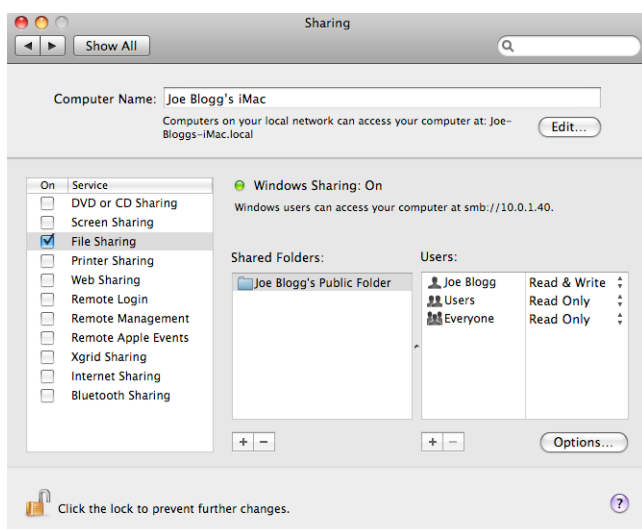 Sharing
Show All
Computer Name: Joe Blogg's iMac
Computers on your local network can access your computer at: Joe-
Bloggs-iMac.local
Edit...
On Service
DVD or CD Sharing
Screen Sharing
File Sharing
Printer Sharing
Web Sharing
Remote Login
Remote Management
Remote Apple Events
Xgrid Sharing
Internet Sharing
Bluetooth Sharing
Windows Sharing: On
Windows users can access your computer at smb://10.0.1.40.
Shared Folders:
Joe Blogg's Public Folder
Users:
Joe Blogg Read & Write
Users Read Only
Everyone Read Only
+ −
+ −
Options...
Click the lock to prevent further changes.
?